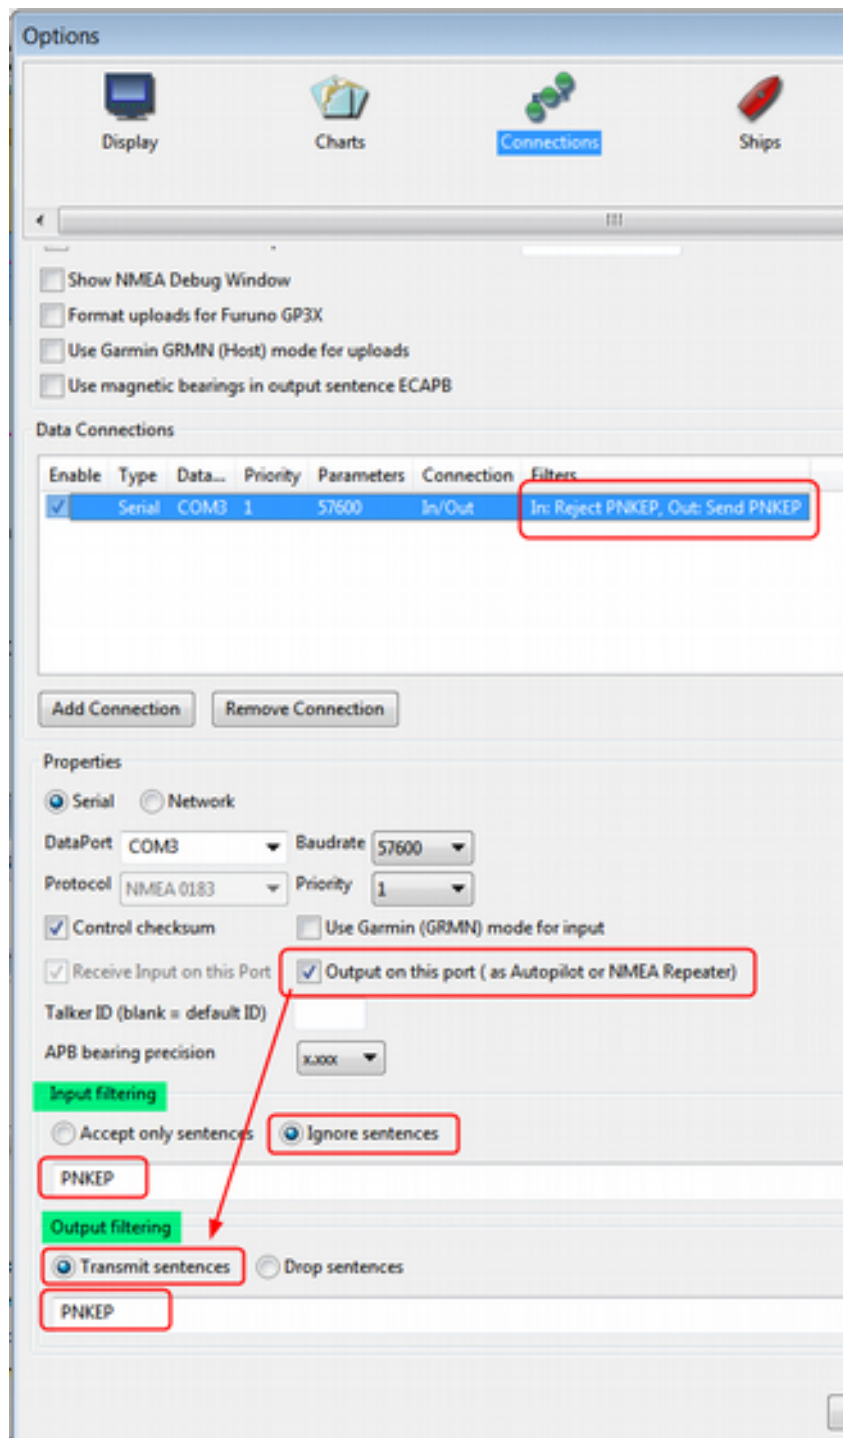 Options
Display Charts Connections Ships
Show NMEA Debug Window
Format uploads for Furuno GP3X
Use Garmin GRMN (Host) mode for uploads
Use magnetic bearings in output sentence ECAPB
Data Connections
Enable Type Data... Priority Parameters Connection Filters
Serial COM3 1 57600 In/Out In: Reject PNKEP, Out: Send PNKEP
Add Connection Remove Connection
Properties
Serial Network
DataPort COM3 Baudrate 57600
Protocol NMEA 0183 Priority 1
Control checksum Use Garmin (GRMN) mode for input
Receive Input on this Port Output on this port ( as Autopilot or NMEA Repeater)
Talker ID (blank = default ID)
APB bearing precision x.xxx
Input filtering
Accept only sentences Ignore sentences
PNKEP
Output filtering
Transmit sentences Drop sentences
PNKEP